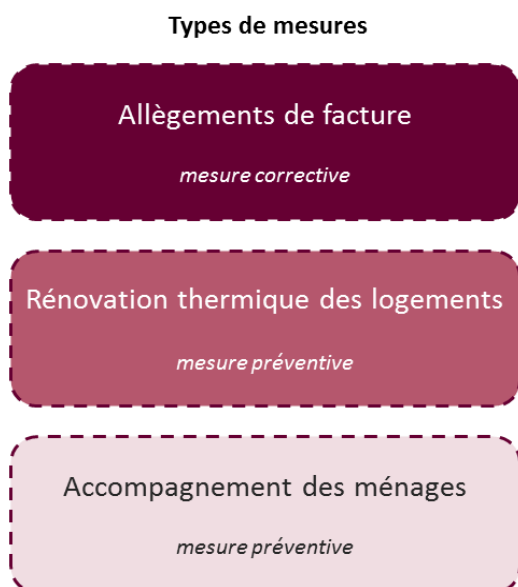 Types de mesures
Allègements de facture
mesure corrective
Rénovation thermique des logements
mesure préventive
Accompagnement des ménages
mesure préventive